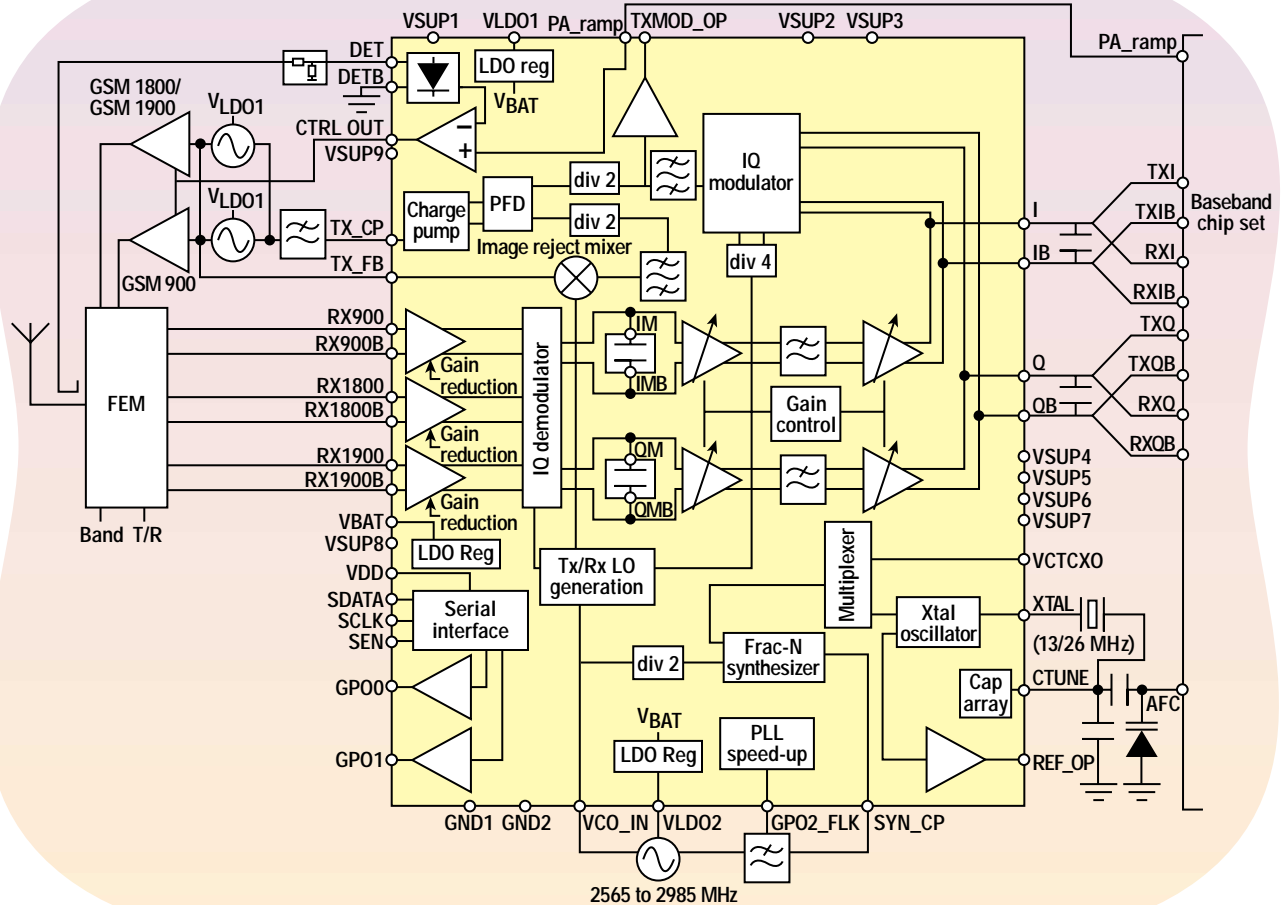 VSUP1
VLDO1
PA_ramp
TXMOD_OP
VSUP2
VSUP3
PA_ramp
DET
DETB
LDO reg
VBAT
GSM 1800/
GSM 1900
VLDO1
CTRL OUT
VSUP9
–
+
IQ
modulator
div 2
PFD
Charge
pump
div 2
VLDO1
TX_CP
Image reject mixer
div 4
TX_FB
GSM 900
TXI
TXIB
RXI
RXIB
Baseband
chip set
I
IB
RX900
RX900B
Gain
reduction
RX1800
RX1800B
Gain
reduction
RX1900
RX1900B
Gain
reduction
FEM
Band
T/R
IQ demodulator
IM
IMB
QM
QMB
Gain
control
TXQ
TXQB
RXQ
RXQB
Q
QB
VSUP4
VSUP5
VSUP6
VSUP7
VBAT
VSUP8
LDO Reg
VDD
SDATA
SCLK
SEN
Serial
interface
GPO0
GPO1
Tx/Rx LO
generation
Multiplexer
VCTCXO
Xtal
oscillator
XTAL
(13/26 MHz)
div 2
Frac-N
synthesizer
Cap
array
CTUNE
AFC
VBAT
LDO Reg
PLL
speed-up
REF_OP
GND1
GND2
VCO_IN
VLDO2
GPO2_FLK
SYN_CP
2565 to 2985 MHz